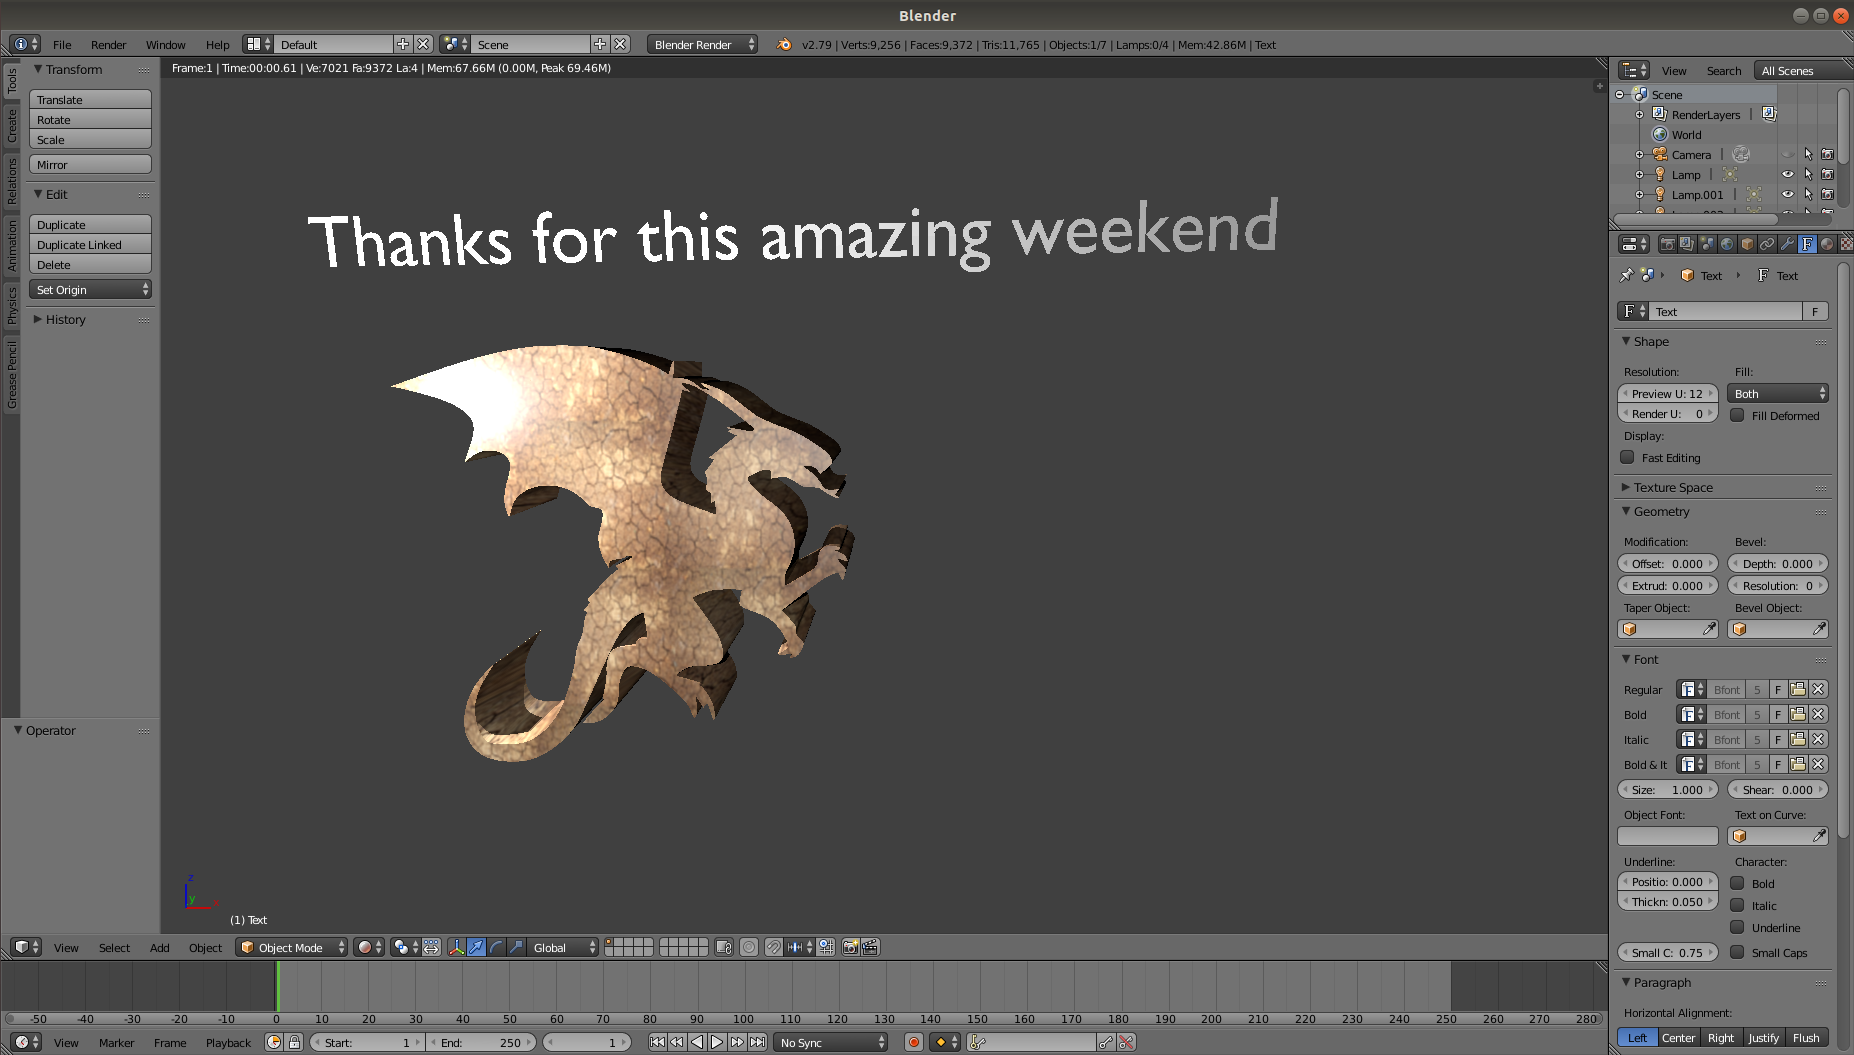 Blender
File Render Window Help Default Scene Blender Render v2.79 | Verts:9,256 | Faces:9,372 | Tris:11,765 | Objects:1/7 | Lamps:0/4 | Mem:42.86M | Text
Frame:1 | Time:00:00.61 | Ve:7021 Fa:9372 La:4 | Mem:67.66M (0.00M, Peak 69.46M)
Tools
Create
Relations
Animation
Physics
Grease Pencil
Transform
Translate
Rotate
Scale
Mirror
Edit
Duplicate
Duplicate Linked
Delete
Set Origin
History
Operator
Thanks for this amazing weekend
z
y
x
(1) Text
View Select Add Object Object Mode Global
-50 -40 -30 -20 -10 0 10 20 30 40 50 60 70 80 90 100 110 120 130 140 150 160 170 180 190 200 210 220 230 240 250 260 270 280
View Marker Frame Playback Start: 1 End: 250 1 No Sync
View Search All Scenes
Scene
RenderLayers |
World
Camera |
Lamp |
Lamp.001 |
Text Text
F Text F
Shape
Resolution: Fill:
Preview U: 12 Both
Render U: 0 Fill Deformed
Display:
Fast Editing
Texture Space
Geometry
Modification: Bevel:
Offset: 0.000 Depth: 0.000
Extrud: 0.000 Resolution: 0
Taper Object: Bevel Object:
Font
Regular F Bfont 5 F
Bold F Bfont 5 F
Italic F Bfont 5 F
Bold & It F Bfont 5 F
Size: 1.000 Shear: 0.000
Object Font: Text on Curve:
Underline: Character:
Positio: 0.000 Bold
Thickn: 0.050 Italic
Underline
Small C: 0.75 Small Caps
Paragraph
Horizontal Alignment:
Left Center Right Justify Flush